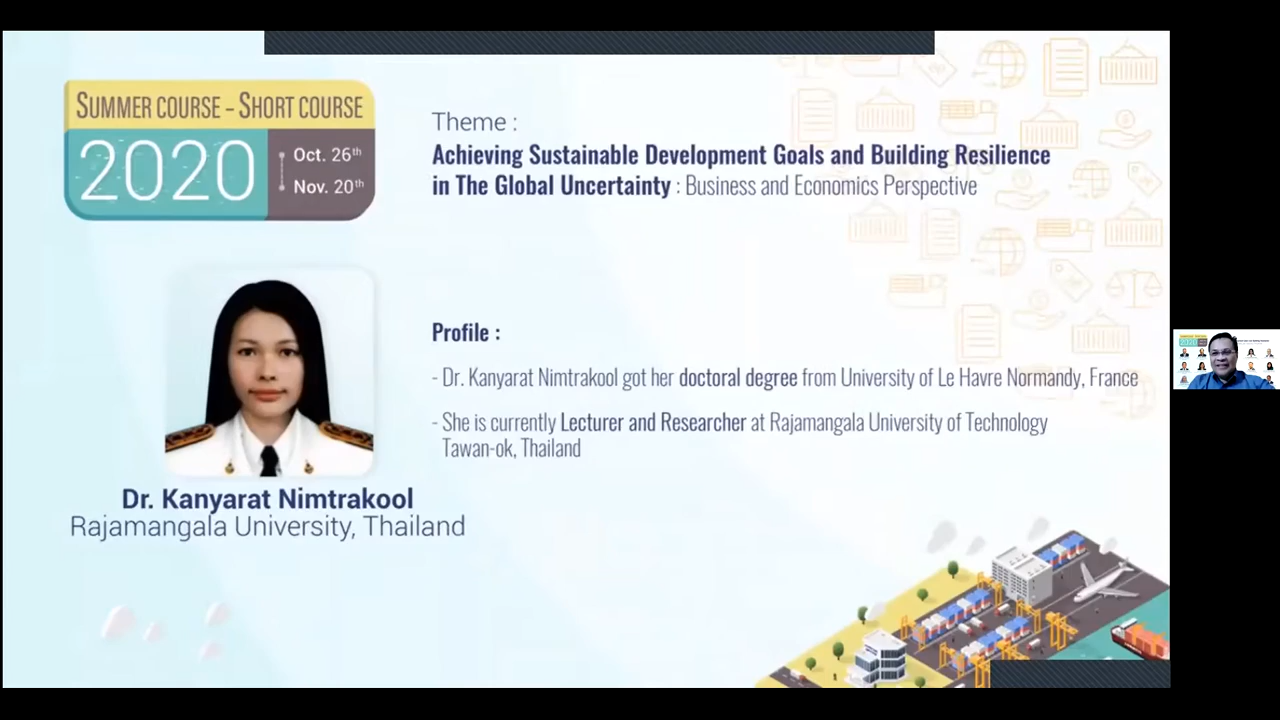 SUMMER COURSE – SHORT COURSE
2020
Oct. 26th
Nov. 20th
Theme :
Achieving Sustainable Development Goals and Building Resilience
in The Global Uncertainty : Business and Economics Perspective
Profile :
- Dr. Kanyarat Nimtrakool got her doctoral degree from University of Le Havre Normandy, France
- She is currently Lecturer and Researcher at Rajamangala University of Technology
Tawan-ok, Thailand
Dr. Kanyarat Nimtrakool
Rajamangala University, Thailand